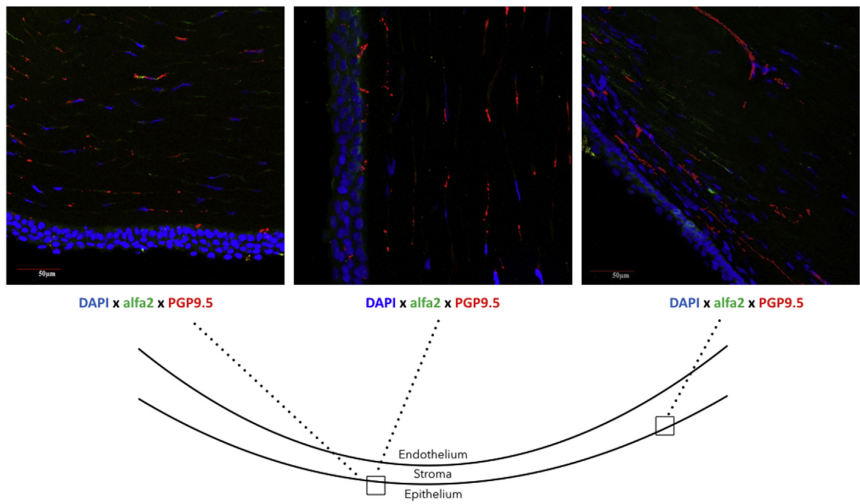 50µm
50µm
DAPI x alfa2 x PGP9.5
DAPI x alfa2 x PGP9.5
DAPI x alfa2 x PGP9.5
Endothelium
Stroma
Epithelium